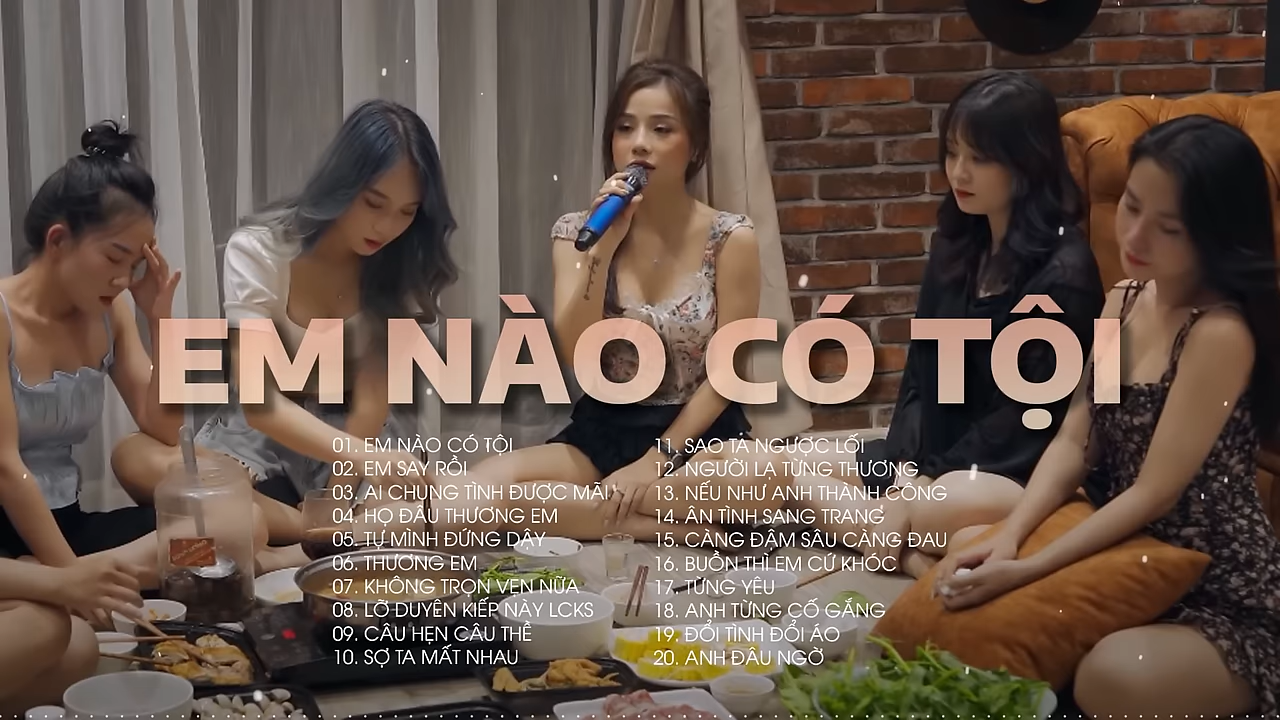 EM NÀO CÓ TỘI
01. EM NÀO CÓ TỘI
02. EM SAY RỒI
03. AI CHUNG TÌNH ĐƯỢC MÃI
04. HỌ ĐÂU THƯƠNG EM
05. TỰ MÌNH ĐỨNG DẬY
06. THƯƠNG EM
07. KHÔNG TRỌN VẸN NỮA
08. LỠ DUYÊN KIẾP NÀY LCKS
09. CÂU HẸN CÂU THỀ
10. SỢ TA MẤT NHAU
11. SAO TA NGƯỢC LỐI
12. NGƯỜI LẠ TỪNG THƯƠNG
13. NẾU NHƯ ANH THÀNH CÔNG
14. ÂN TÌNH SANG TRANG
15. CÀNG ĐẬM SÂU CÀNG ĐAU
16. BUỒN THÌ EM CỨ KHÓC
17. TỪNG YÊU
18. ANH TỪNG CỐ GẮNG
19. ĐỔI TÌNH ĐỔI ÁO
20. ANH ĐÂU NGỜ